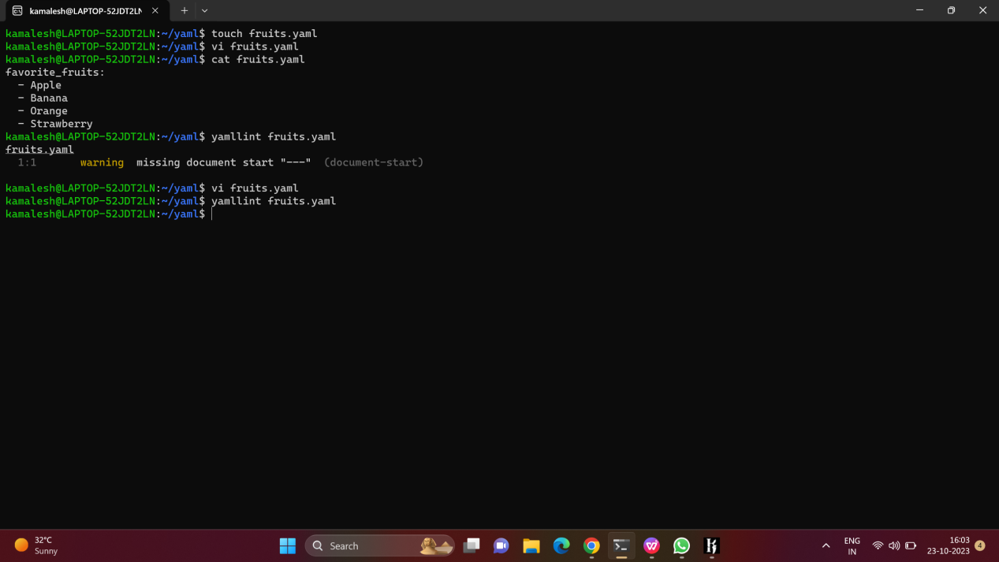 kamalesh@LAPTOP-52JDT2LN
kamalesh@LAPTOP-52JDT2LN:~/yaml$ touch fruits.yaml
kamalesh@LAPTOP-52JDT2LN:~/yaml$ vi fruits.yaml
kamalesh@LAPTOP-52JDT2LN:~/yaml$ cat fruits.yaml
favorite_fruits:
  - Apple
  - Banana
  - Orange
  - Strawberry
kamalesh@LAPTOP-52JDT2LN:~/yaml$ yamllint fruits.yaml
fruits.yaml
  1:1       warning  missing document start "---"  (document-start)
kamalesh@LAPTOP-52JDT2LN:~/yaml$ vi fruits.yaml
kamalesh@LAPTOP-52JDT2LN:~/yaml$ yamllint fruits.yaml
kamalesh@LAPTOP-52JDT2LN:~/yaml$
32°C
Sunny
Search
ENG
IN
16:03
23-10-2023
4